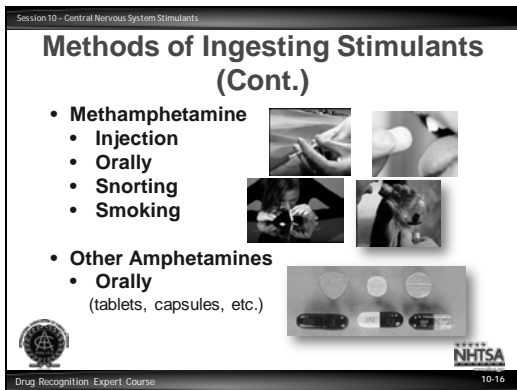 Session 10 – Central Nervous System Stimulants
Methods of Ingesting Stimulants
(Cont.)
• Methamphetamine
• Injection
• Orally
• Snorting
• Smoking
• Other Amphetamines
• Orally
(tablets, capsules, etc.)
NHTSA
Drug Recognition Expert Course
10-16